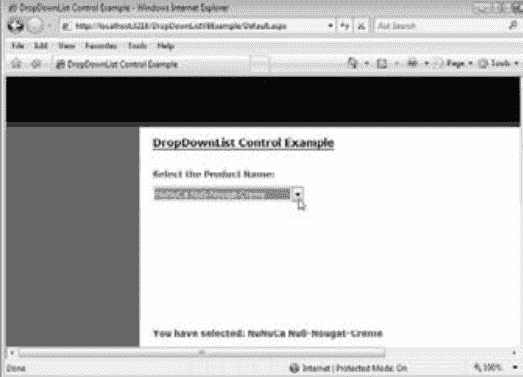 DropDownList Control Example - Windows Internet Explorer
http://localhost:3228/DropDownListVBExample/Default.aspx
Ask Search
File Edit View Favorites Tools Help
DropDownList Control Example
Page Tools
DropDownList Control Example
Select the Product Name:
NuNuCa Nuß-Nougat-Creme
You have selected: NuNuCa Nuß-Nougat-Creme
Done
Internet | Protected Mode: On
100%